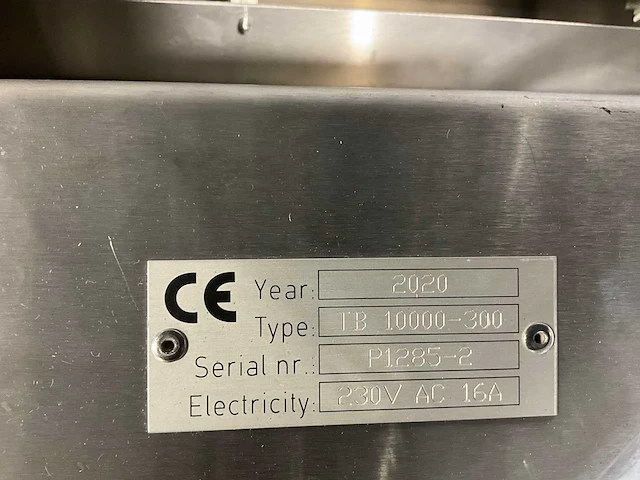 CE Year: 2020
Type: TB 10000-300
Serial nr.: P1285-2
Electricity: 230V AC 16A